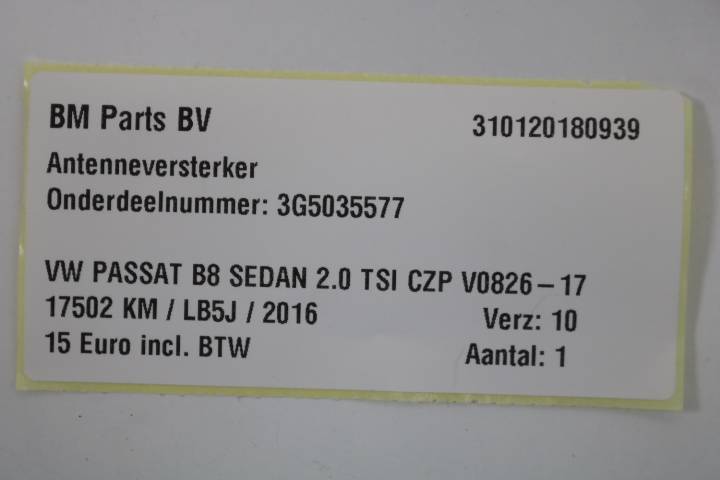 BM Parts BV 310120180939
Antenneversterker
Onderdeelnummer: 3G5035577
VW PASSAT B8 SEDAN 2.0 TSI CZP V0826-17
17502 KM / LB5J / 2016 Verz: 10
15 Euro incl. BTW Aantal: 1